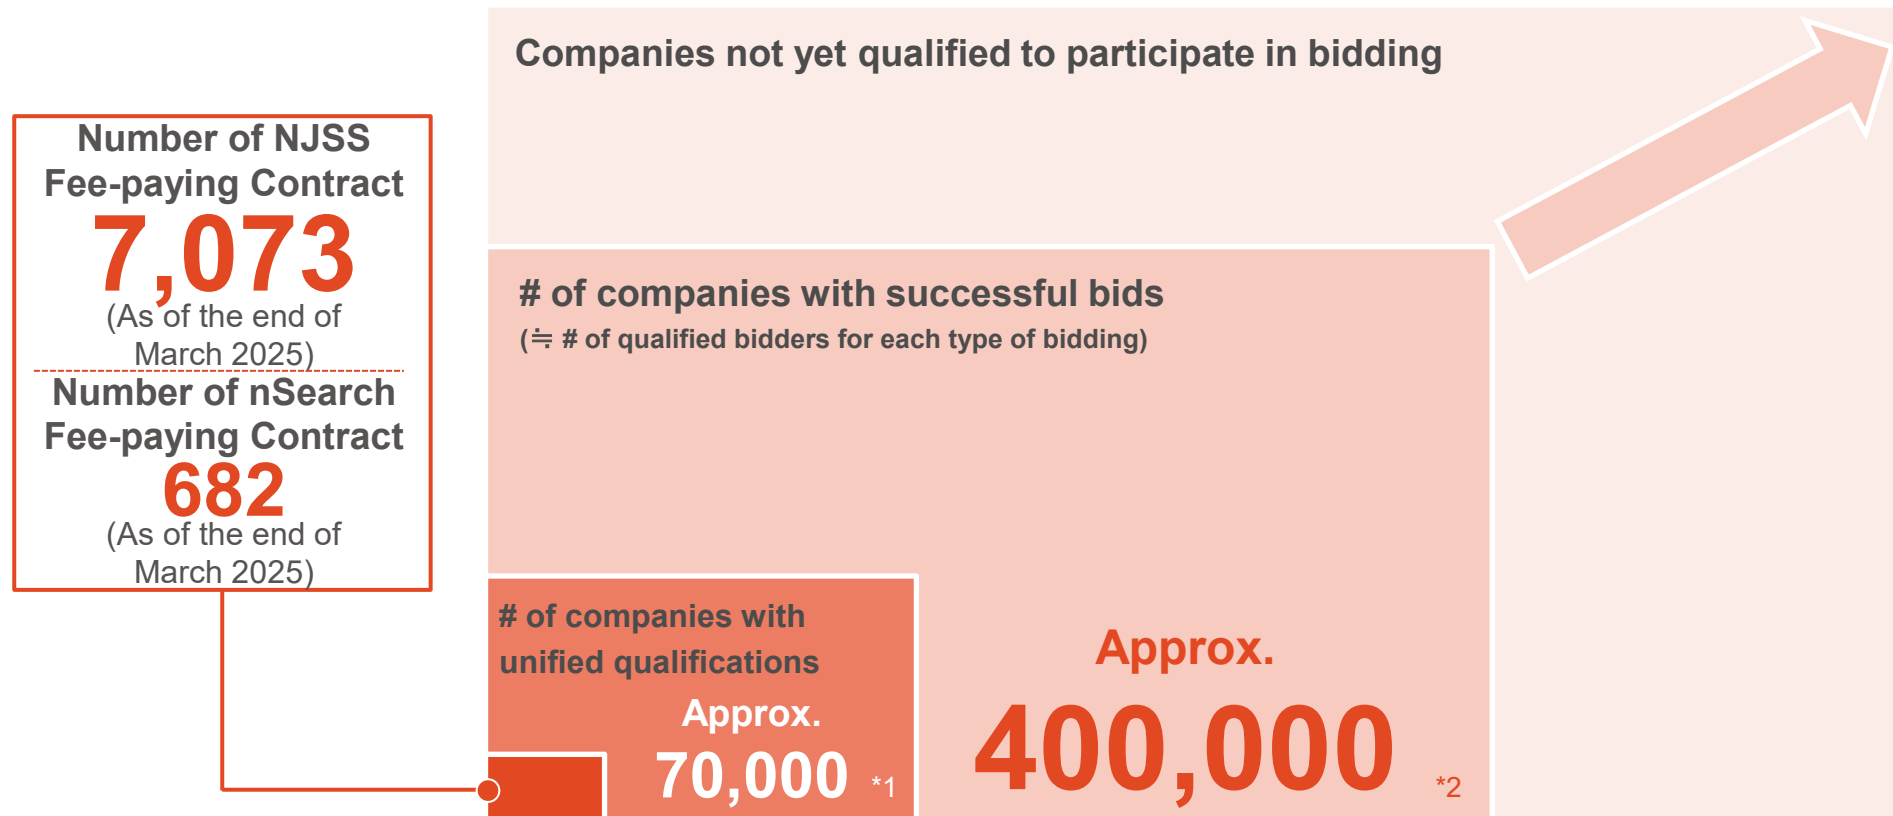 Number of NJSS
Fee-paying Contract
7,073
(As of the end of
March 2025)
Number of nSearch
Fee-paying Contract
682
(As of the end of
March 2025)
Companies not yet qualified to participate in bidding
# of companies with successful bids
(≒ # of qualified bidders for each type of bidding)
# of companies with
unified qualifications
Approx.
70,000 *1
Approx.
400,000 *2